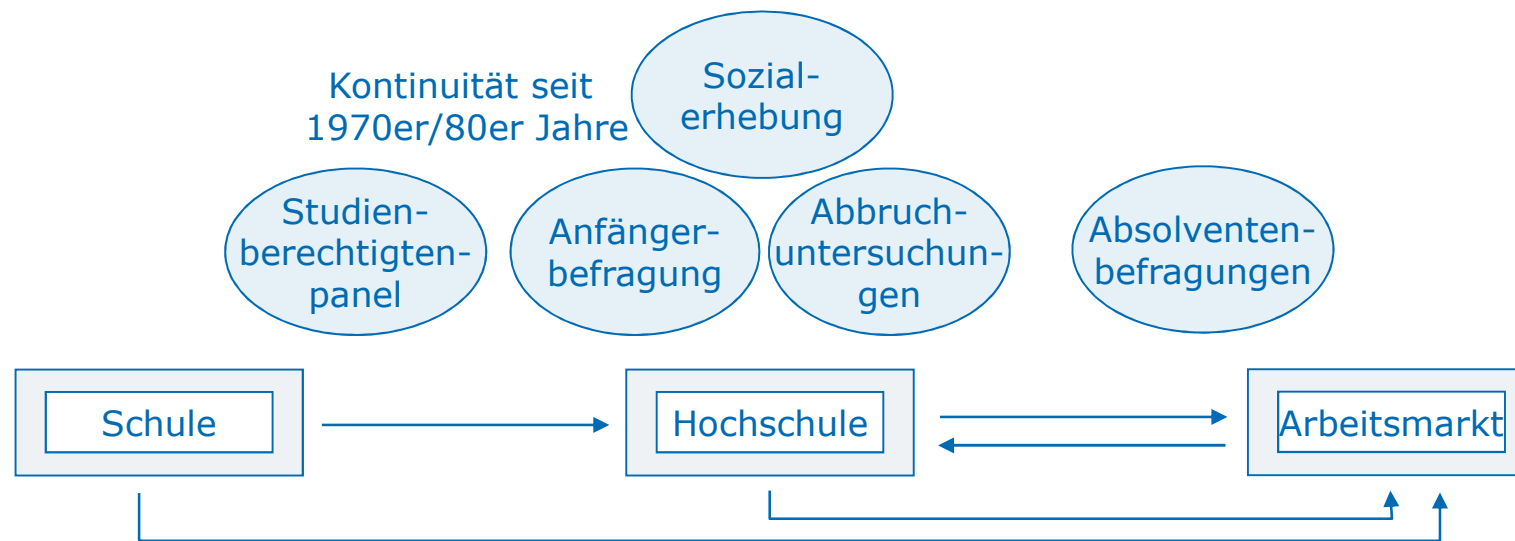 Kontinuität seit
1970er/80er Jahre
Sozial-
erhebung
Studien-
berechtigten-
panel
Anfänger-
befragung
Abbruch-
untersuchun-
gen
Absolventen-
befragungen
Schule
Hochschule
Arbeitsmarkt